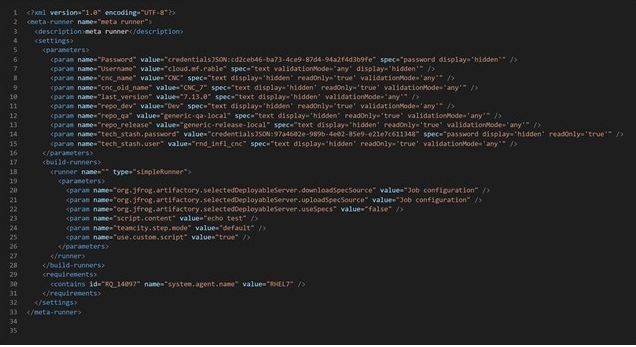 1 <?xml version="1.0" encoding="UTF-8"?>
2 <meta-runner name="meta runner">
3 <description>meta runner</description>
4 <settings>
5 <parameters>
6 <param name="Password" value="credentialsJSON:cd2ceb46-ba73-4ce9-87d4-94a2f4d3b9fe" spec="password display='hidden'" />
7 <param name="Username" value="cloud.mf.rable" spec="text validationMode='any' display='hidden'" />
8 <param name="cnc_name" value="CNC" spec="text display='hidden' readOnly='true' validationMode='any'" />
9 <param name="cnc_old_name" value="CNC_7" spec="text display='hidden' readOnly='true' validationMode='any'" />
10 <param name="last_version" value="7.13.0" spec="text display='hidden' readOnly='true' validationMode='any'" />
11 <param name="repo_dev" value="Dev" spec="text display='hidden' readOnly='true' validationMode='any'" />
12 <param name="repo_qa" value="generic-qa-local" spec="text display='hidden' readOnly='true' validationMode='any'" />
13 <param name="repo_release" value="generic-release-local" spec="text display='hidden' readOnly='true' validationMode='any'" />
14 <param name="tech_stash.password" value="credentialsJSON:97a4602e-989b-4e02-85e9-e21e7c611348" spec="password display='hidden' readOnly='true'" />
15 <param name="tech_stash.user" value="rnd_infl_cnc" spec="text display='hidden' readOnly='true' validationMode='any'" />
16 </parameters>
17 <build-runners>
18 <runner name="" type="simpleRunner">
19 <parameters>
20 <param name="org.jfrog.artifactory.selectedDeployableServer.downloadSpecSource" value="Job configuration" />
21 <param name="org.jfrog.artifactory.selectedDeployableServer.uploadSpecSource" value="Job configuration" />
22 <param name="org.jfrog.artifactory.selectedDeployableServer.useSpecs" value="false" />
23 <param name="script.content" value="echo test" />
24 <param name="teamcity.step.mode" value="default" />
25 <param name="use.custom.script" value="true" />
26 </parameters>
27 </runner>
28 </build-runners>
29 <requirements>
30 <contains id="RQ_14097" name="system.agent.name" value="RHEL7" />
31 </requirements>
32 </settings>
33 </meta-runner>
34
35